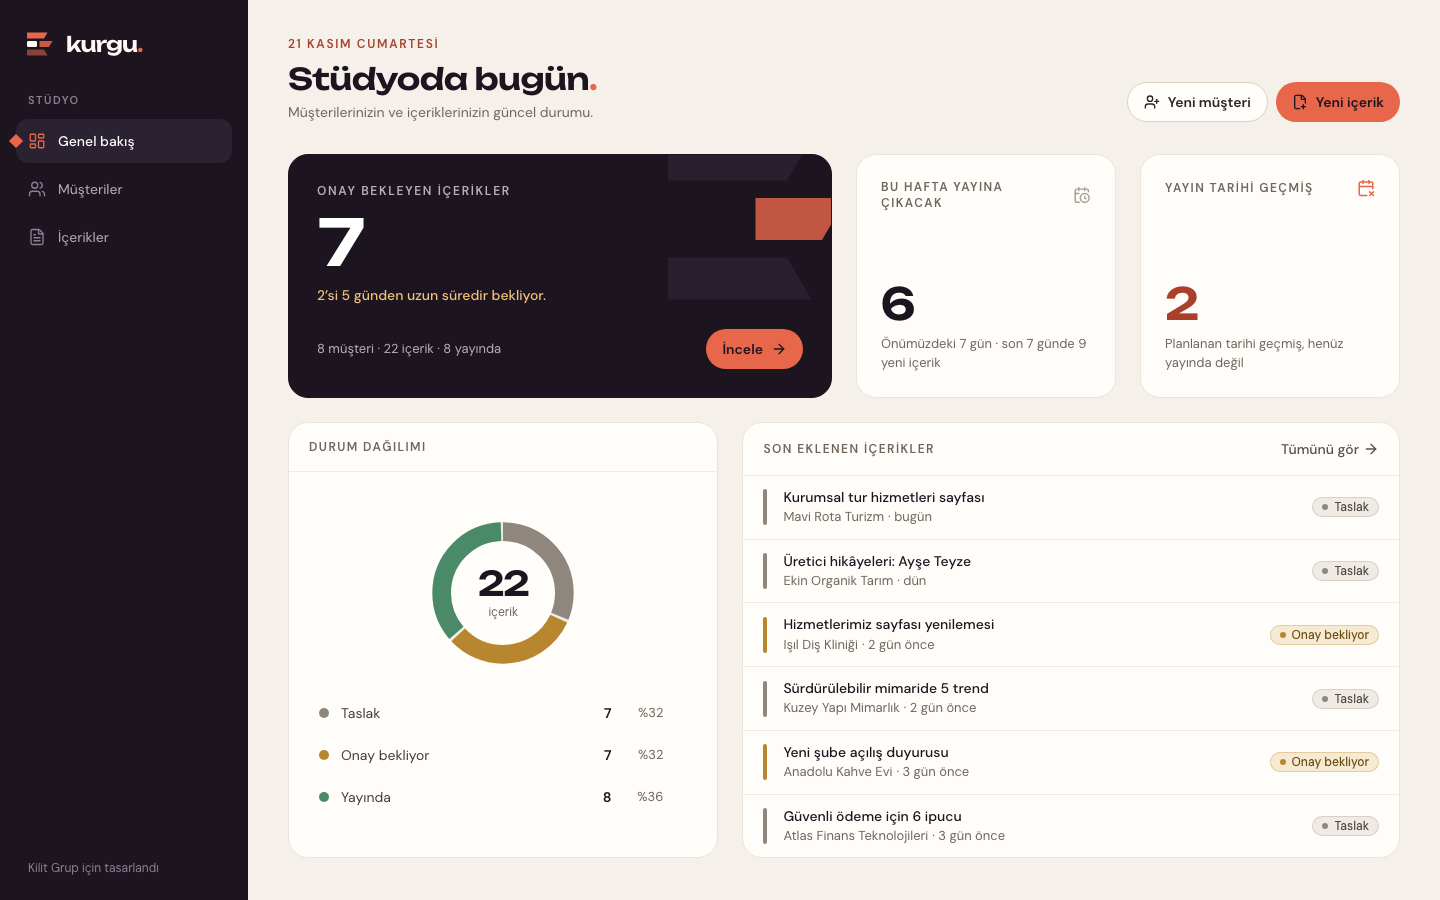 kurgu.
STÜDYO
Genel bakış
Müşteriler
İçerikler
Kilit Grup için tasarlandı
21 KASIM CUMARTESİ
Stüdyoda bugün.
Müşterilerinizin ve içeriklerinizin güncel durumu.
Yeni müşteri
Yeni içerik
ONAY BEKLEYEN İÇERİKLER
7
2’si 5 günden uzun süredir bekliyor.
8 müşteri · 22 içerik · 8 yayında
İncele
BU HAFTA YAYINA
ÇIKACAK
6
Önümüzdeki 7 gün · son 7 günde 9
yeni içerik
YAYIN TARİHİ GEÇMİŞ
2
Planlanan tarihi geçmiş, henüz
yayında değil
DURUM DAĞILIMI
22
içerik
Taslak 7 %32
Onay bekliyor 7 %32
Yayında 8 %36
SON EKLENEN İÇERİKLER
Tümünü gör
Kurumsal tur hizmetleri sayfası
Mavi Rota Turizm · bugün
Taslak
Üretici hikâyeleri: Ayşe Teyze
Ekin Organik Tarım · dün
Taslak
Hizmetlerimiz sayfası yenilemesi
Işıl Diş Kliniği · 2 gün önce
Onay bekliyor
Sürdürülebilir mimaride 5 trend
Kuzey Yapı Mimarlık · 2 gün önce
Taslak
Yeni şube açılış duyurusu
Anadolu Kahve Evi · 3 gün önce
Onay bekliyor
Güvenli ödeme için 6 ipucu
Atlas Finans Teknolojileri · 3 gün önce
Taslak